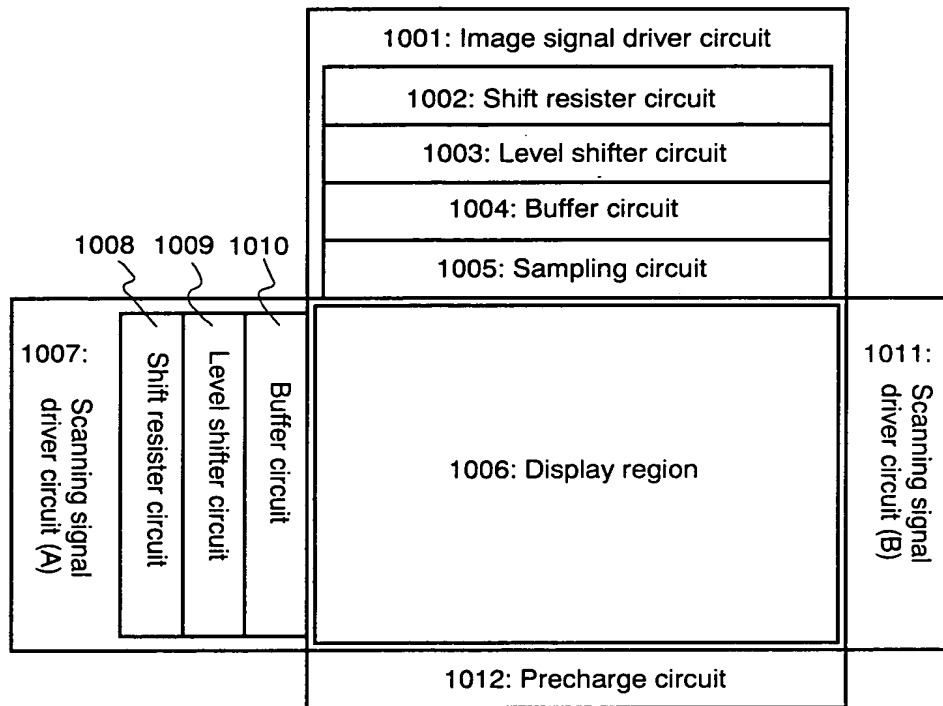 1001: Image signal driver circuit
1002: Shift resister circuit
1003: Level shifter circuit
1004: Buffer circuit
1005: Sampling circuit
1008 1009 1010
1007:
Scanning signal
driver circuit (A)
Shift resister circuit
Level shifter circuit
Buffer circuit
1006: Display region
1011:
Scanning signal
driver circuit (B)
1012: Precharge circuit